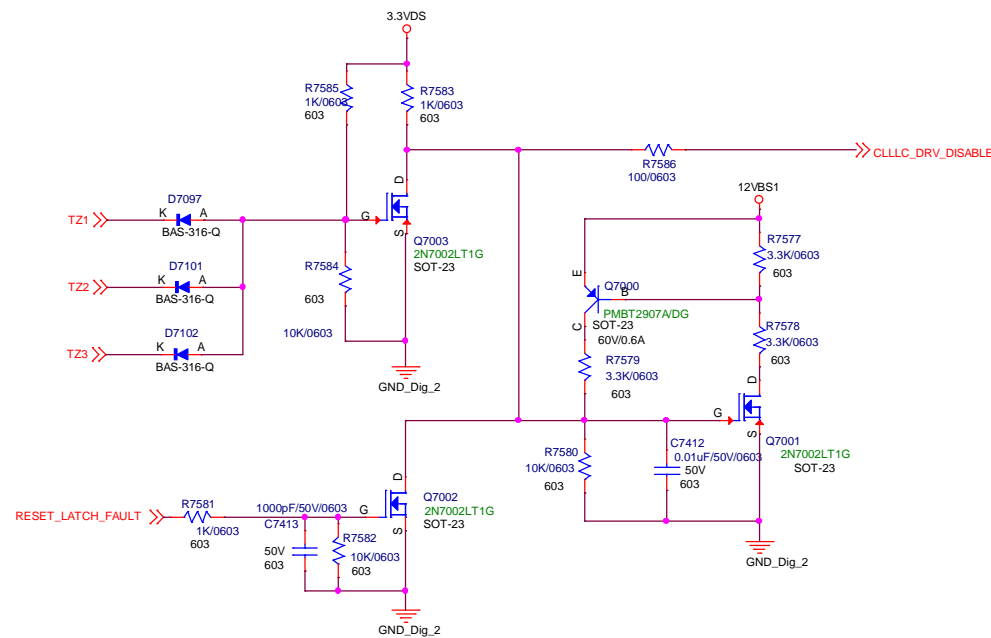 3.3VDS
R7585
1K/0603
603
R7583
1K/0603
603
CLLLC_DRV_DISABLE
R7586
100/0603
D7097
TZ1
K
A
BAS-316-Q
G
D
S
Q7003
2N7002LT1G
SOT-23
12VBS1
R7577
3.3K/0603
603
D7101
TZ2
K
A
BAS-316-Q
R7584
603
10K/0603
E
Q7000
B
PMBT2907A/DG
SOT-23
60V/0.6A
C
R7578
3.3K/0603
603
D7102
TZ3
K
A
BAS-316-Q
R7579
3.3K/0603
603
GND_Dig_2
D
G
S
Q7001
2N7002LT1G
SOT-23
R7580
10K/0603
603
C7412
0.01uF/50V/0603
50V
603
RESET_LATCH_FAULT
R7581
1K/0603
603
1000pF/50V/0603
C7413
50V
603
R7582
10K/0603
603
G
D
S
Q7002
2N7002LT1G
SOT-23
GND_Dig_2
GND_Dig_2